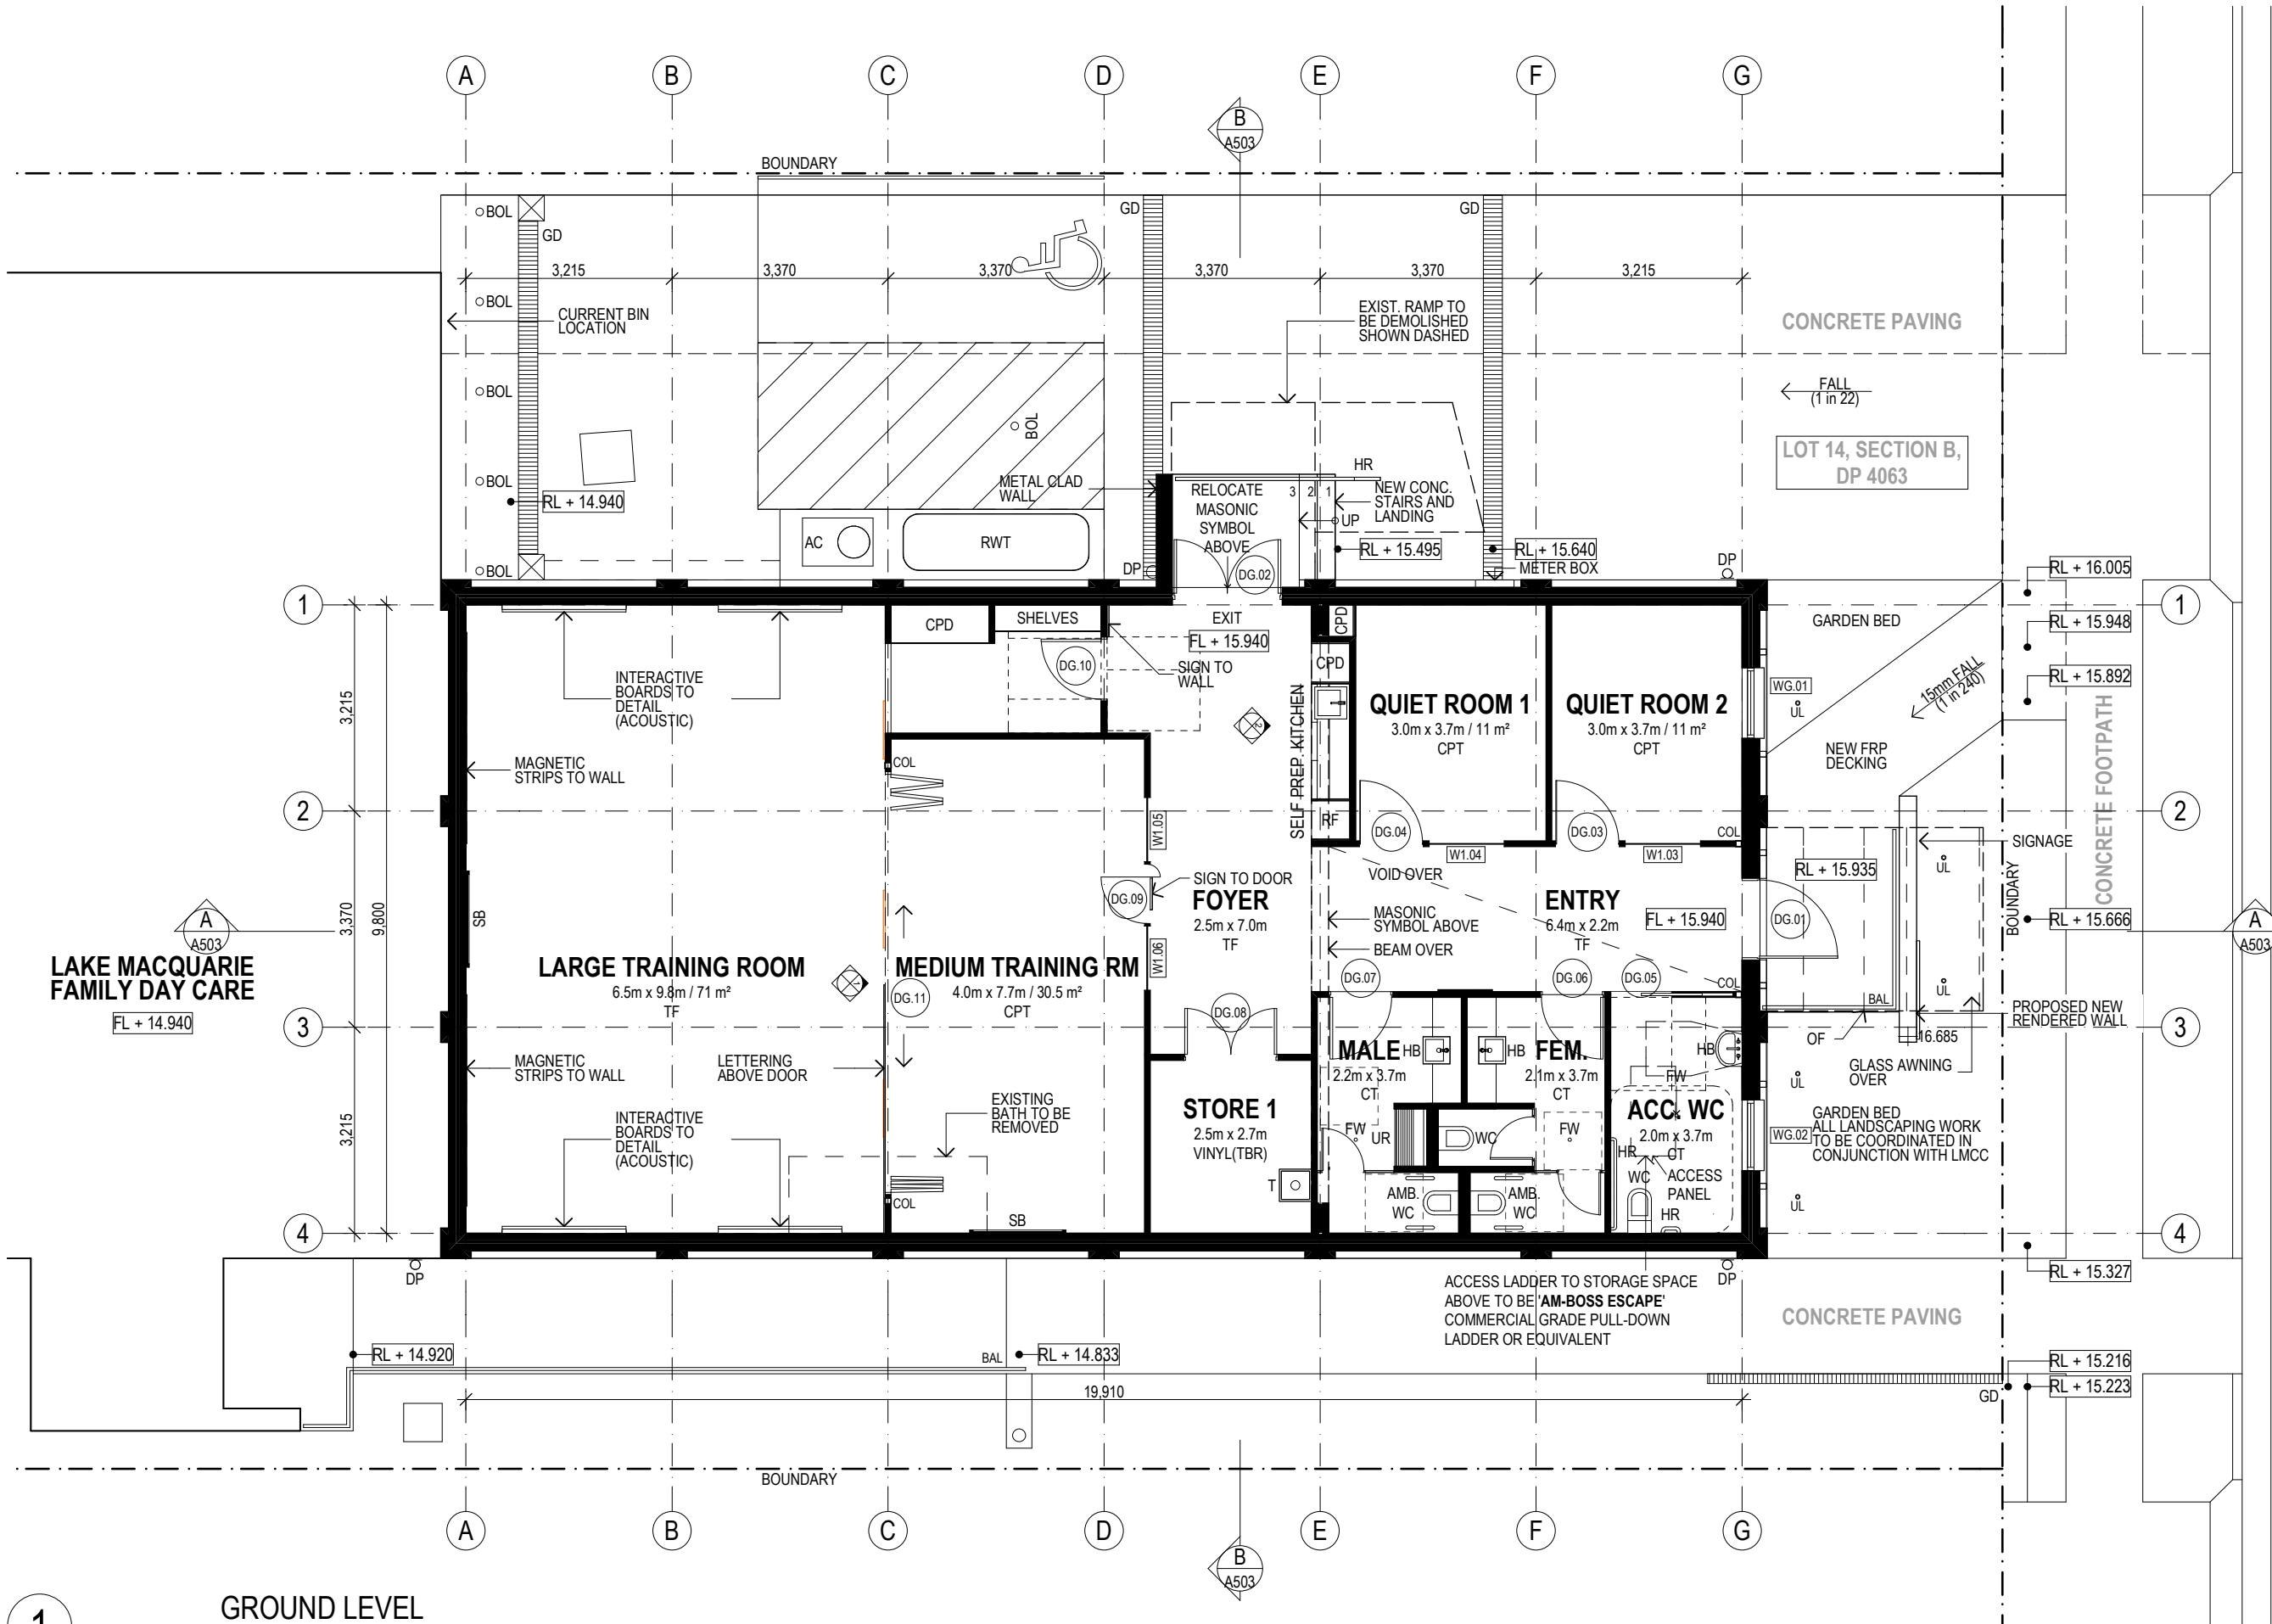 A
B
C
D
E
F
G
B
A503
BOUNDARY
BOL
GD
GD
GD
3,215
3,370
3,370
3,370
3,370
3,215
BOL
CURRENT BIN
LOCATION
EXIST. RAMP TO
BE DEMOLISHED
SHOWN DASHED
CONCRETE PAVING
BOL
FALL
(1 in 22)
BOL
LOT 14, SECTION B,
DP 4063
BOL
RL + 14.940
METAL CLAD
WALL
HR
RELOCATE
MASONIC
SYMBOL
ABOVE
3 2 1
NEW CONC.
STAIRS AND
LANDING
UP
AC
RWT
RL + 15.495
RL + 15.640
METER BOX
BOL
DP
DG.02
DP
RL + 16.005
1
1
CPD
SHELVES
EXIT
FL + 15.940
CPD
GARDEN BED
RL + 15.948
DG.10
SIGN TO
WALL
CPD
INTERACTIVE
BOARDS TO
DETAIL
(ACOUSTIC)
15mm FALL
(1 in 240)
RL + 15.892
WG.01
UL
QUIET ROOM 1
3.0m x 3.7m / 11 m²
CPT
QUIET ROOM 2
3.0m x 3.7m / 11 m²
CPT
3,215
2
SELF PREP. KITCHEN
NEW FRP
DECKING
MAGNETIC
STRIPS TO WALL
COL
CONCRETE FOOTPATH
2
2
RF
W1.05
DG.04
DG.03
COL
W1.04
W1.03
SIGNAGE
VOID OVER
RL + 15.935
UL
SIGN TO DOOR
FOYER
2.5m x 7.0m
TF
DG.09
ENTRY
6.4m x 2.2m
TF
FL + 15.940
DG.01
MASONIC
SYMBOL ABOVE
BEAM OVER
BOUNDARY
RL + 15.666
A
A503
A
A503
3,370
9,800
SB
W1.06
LAKE MACQUARIE
FAMILY DAY CARE
FL + 14.940
LARGE TRAINING ROOM
6.5m x 9.8m / 71 m²
TF
1
DG.11
MEDIUM TRAINING RM
4.0m x 7.7m / 30.5 m²
CPT
DG.07
DG.06
DG.05
COL
BAL
UL
PROPOSED NEW
RENDERED WALL
3
3
DG.08
OF
16.685
MALE
2.2m x 3.7m
CT
HB
HB
FEM.
2.1m x 3.7m
CT
HB
FW
GLASS AWNING
OVER
UL
MAGNETIC
STRIPS TO WALL
LETTERING
ABOVE DOOR
EXISTING
BATH TO BE
REMOVED
STORE 1
2.5m x 2.7m
VINYL(TBR)
ACC. WC
2.0m x 3.7m
CT
GARDEN BED
ALL LANDSCAPING WORK
TO BE COORDINATED IN
CONJUNCTION WITH LMCC
WG.02
INTERACTIVE
BOARDS TO
DETAIL
(ACOUSTIC)
3,215
FW
UR
WC
FW
HR
WC
ACCESS
PANEL
HR
T
AMB.
WC
AMB.
WC
COL
SB
UL
4
4
DP
DP
RL + 15.327
ACCESS LADDER TO STORAGE SPACE
ABOVE TO BE 'AM-BOSS ESCAPE'
COMMERCIAL GRADE PULL-DOWN
LADDER OR EQUIVALENT
CONCRETE PAVING
RL + 14.920
BAL
RL + 14.833
RL + 15.216
RL + 15.223
19,910
GD
BOUNDARY
A
B
C
D
E
F
G
B
A503
1
GROUND LEVEL